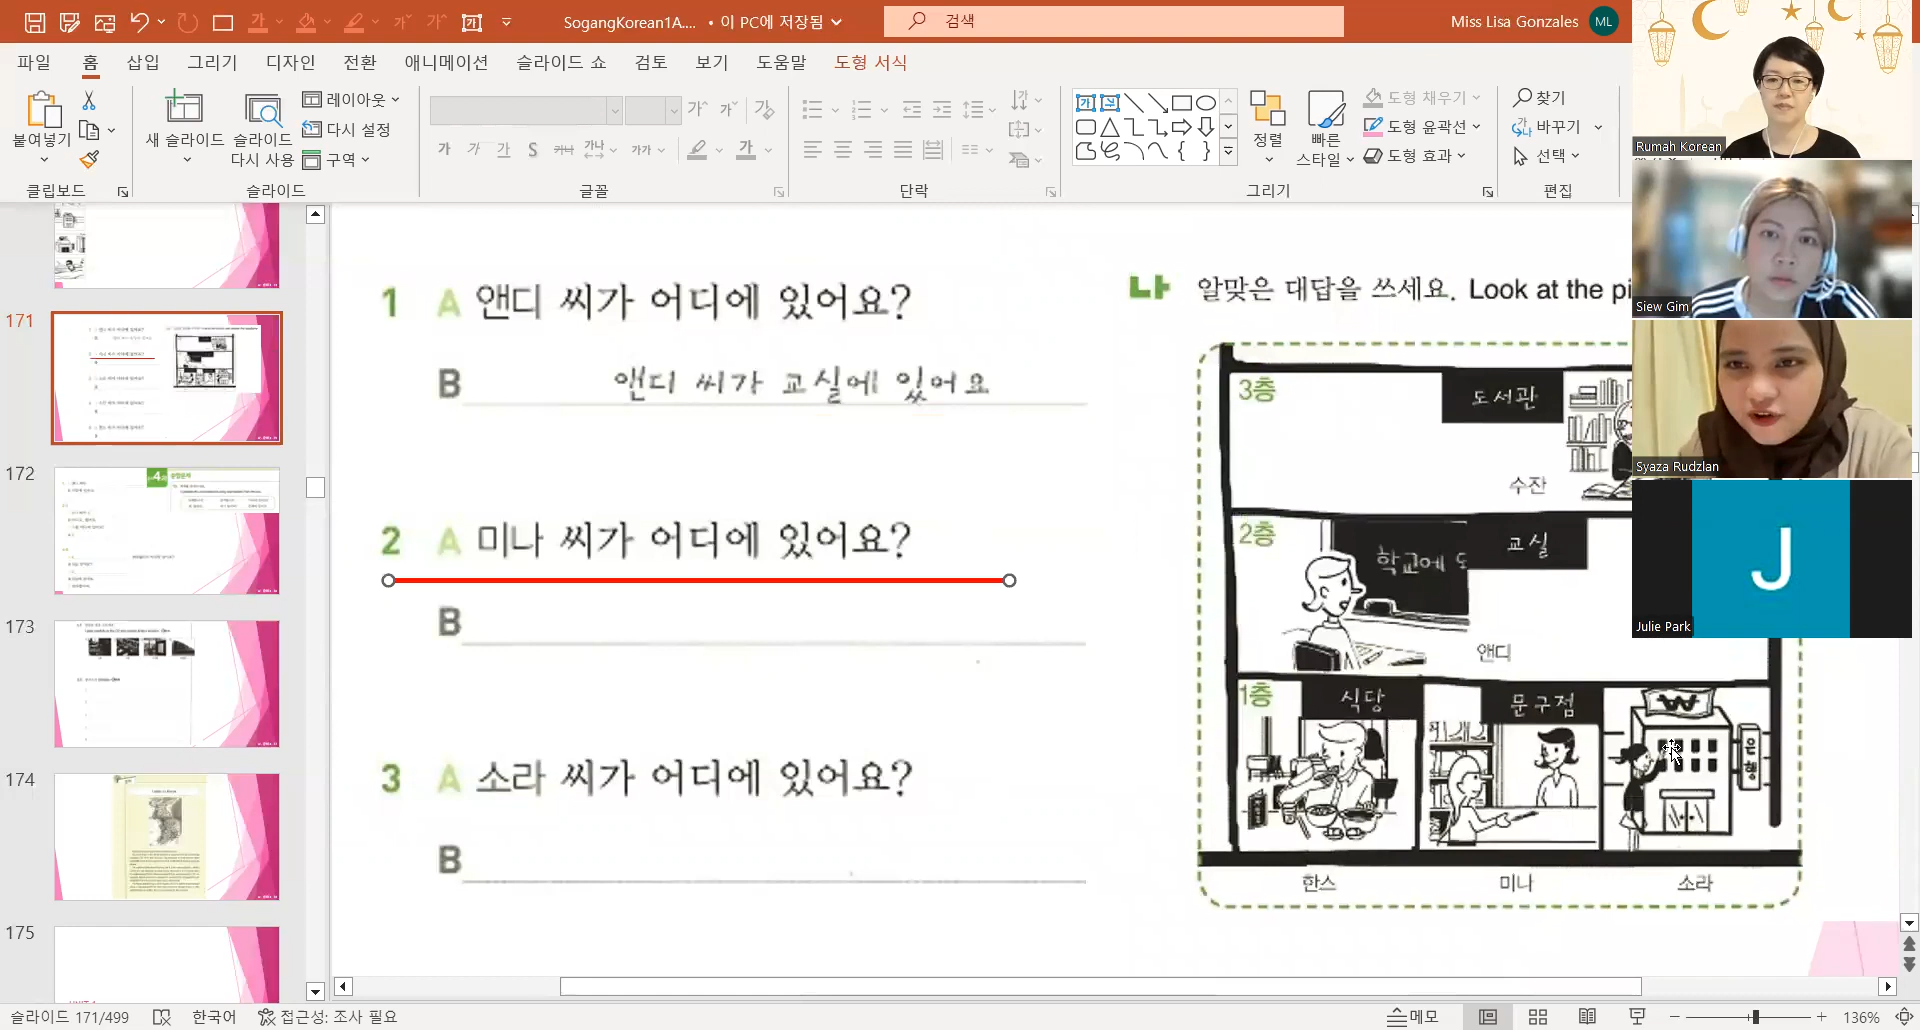 SogangKorean1A.... • 이 PC에 저장됨
검색
Miss Lisa Gonzales ML
파일 홈 삽입 그리기 디자인 전환 애니메이션 슬라이드 쇼 검토 보기 도움말 도형 서식
붙여넣기
새 슬라이드
슬라이드 다시 사용
레이아웃
다시 설정
구역
정렬
빠른 스타일
도형 채우기
도형 윤곽선
도형 효과
찾기
바꾸기
선택
클립보드 슬라이드 글꼴 단락 그리기 편집
171
172
173
174
175
1 A 앤디 씨가 어디에 있어요?
B 앤디 씨가 교실에 있어요
2 A 미나 씨가 어디에 있어요?
B
3 A 소라 씨가 어디에 있어요?
B
나 알맞은 대답을 쓰세요. Look at the pi
3층
도서관
수잔
2층
학교에
교실
앤디
1층
식당
문구점
은행
한스
미나
소라
Rumah Korean
Siew Gim
Syaza Rudzlan
J
Julie Park
슬라이드 171/499
한국어
접근성: 조사 필요
메모
136%